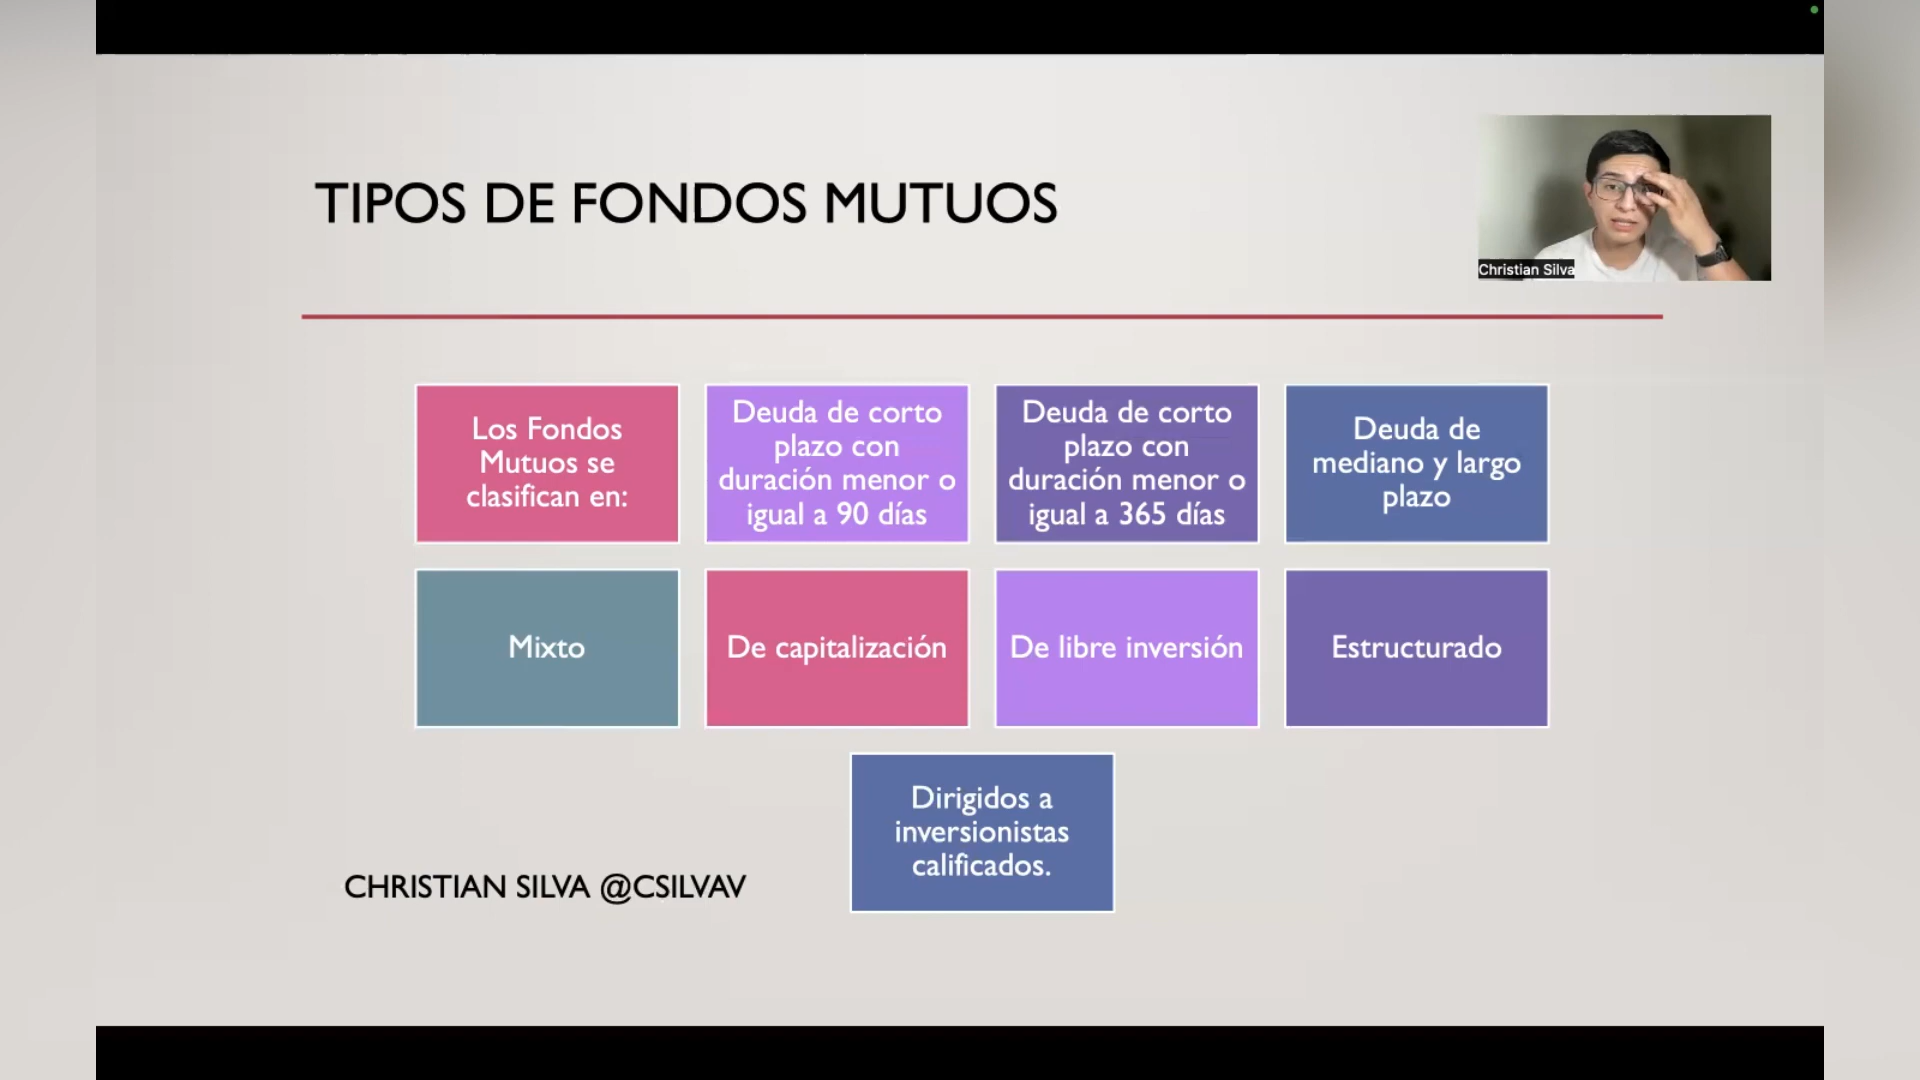 TIPOS DE FONDOS MUTUOS
Christian Silva
Los Fondos
Mutuos se
clasifican en:
Deuda de corto
plazo con
duración menor o
igual a 90 días
Deuda de corto
plazo con
duración menor o
igual a 365 días
Deuda de
mediano y largo
plazo
Mixto
De capitalización
De libre inversión
Estructurado
Dirigidos a
inversionistas
calificados.
CHRISTIAN SILVA @CSILVAV